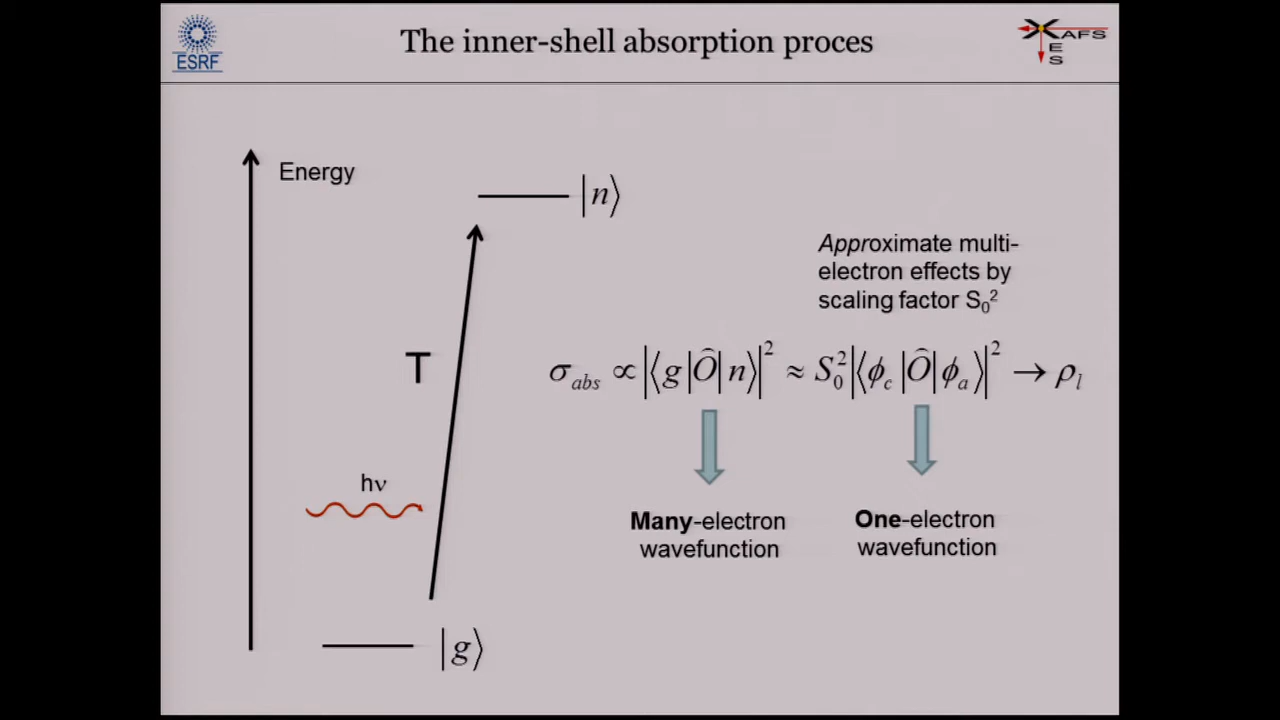 The inner-shell absorption proces
ESRF
XAFS
E
S
Energy
|n⟩
Approximate multi-
electron effects by
scaling factor S₀²
T
σ_abs ∝ |⟨g|Ô|n⟩|² ≈ S₀²|⟨ϕ_c|Ô|ϕ_a⟩|² → ρ_l
hν
Many-electron
wavefunction
One-electron
wavefunction
|g⟩